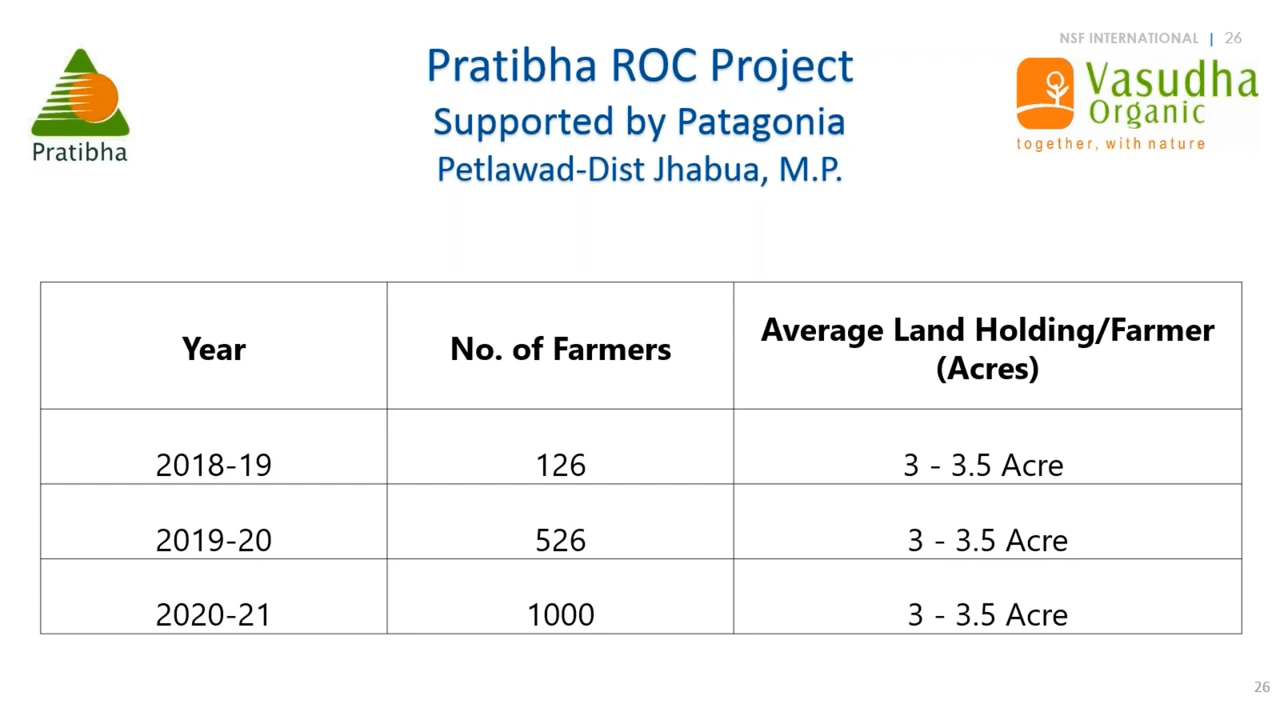 NSF INTERNATIONAL | 26
Pratibha
Pratibha ROC Project
Supported by Patagonia
Petlawad-Dist Jhabua, M.P.
Vasudha
Organic
together, with nature
Year No. of Farmers Average Land Holding/Farmer
(Acres)
2018-19 126 3 - 3.5 Acre
2019-20 526 3 - 3.5 Acre
2020-21 1000 3 - 3.5 Acre
26